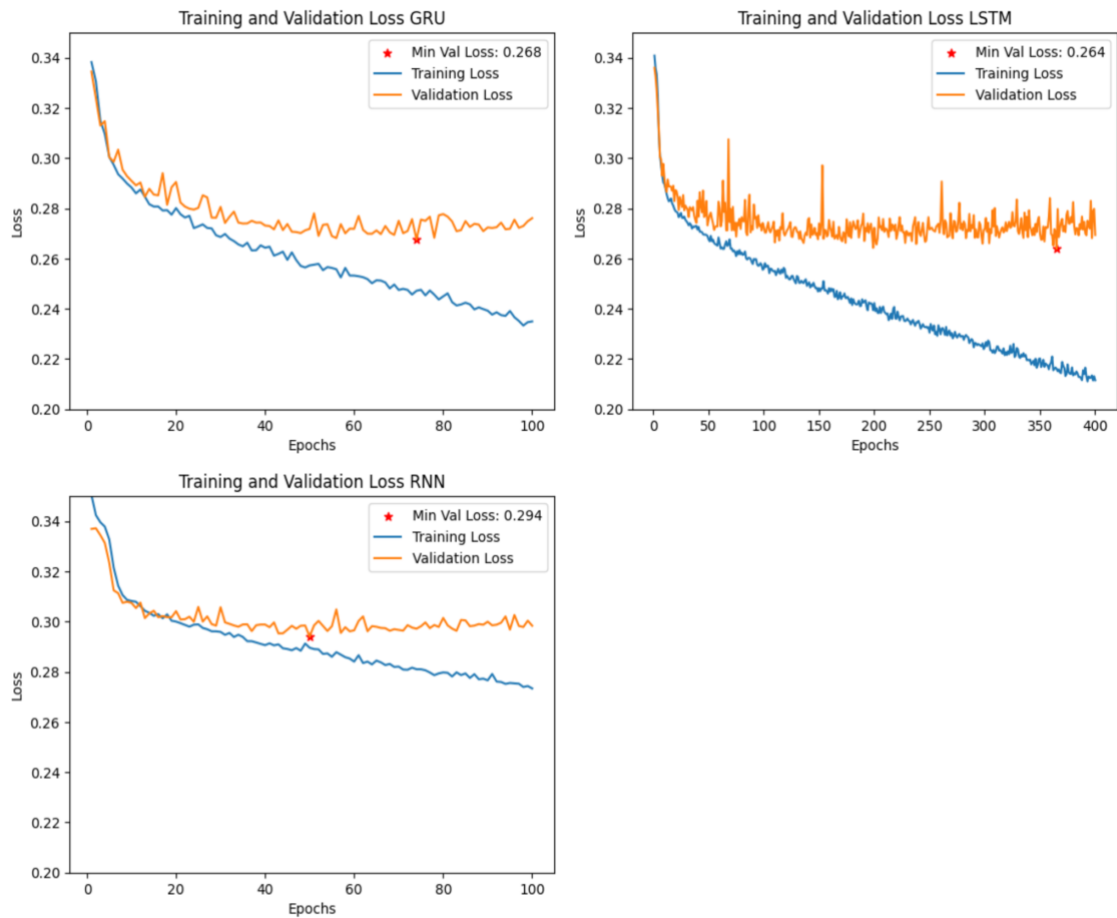 Training and Validation Loss GRU
Min Val Loss: 0.268
Training Loss
Validation Loss
0.34
0.32
0.30
0.28
0.26
0.24
0.22
0.20
Loss
0 20 40 60 80 100
Epochs
Training and Validation Loss LSTM
Min Val Loss: 0.264
Training Loss
Validation Loss
0.34
0.32
0.30
0.28
0.26
0.24
0.22
0.20
Loss
0 50 100 150 200 250 300 350 400
Epochs
Training and Validation Loss RNN
Min Val Loss: 0.294
Training Loss
Validation Loss
0.34
0.32
0.30
0.28
0.26
0.24
0.22
0.20
Loss
0 20 40 60 80 100
Epochs